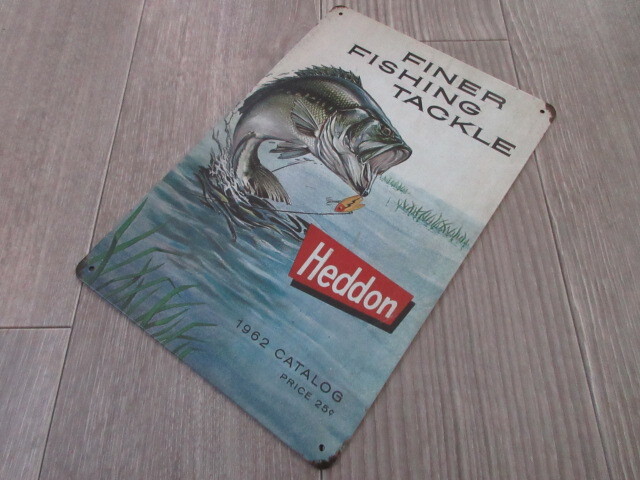 FINER
FISHING
TACKLE
Heddon
1962 CATALOG
PRICE 25¢